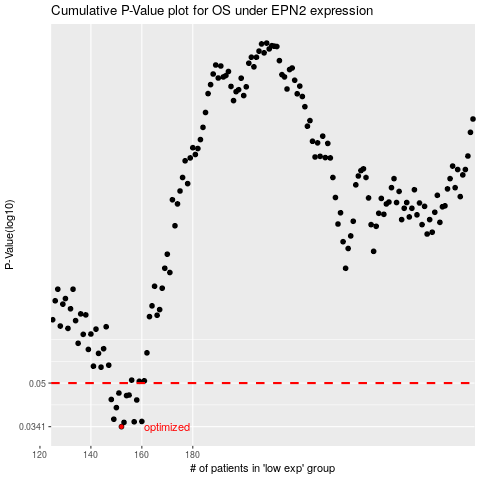 Cumulative P-Value plot for OS under EPN2 expression
P-Value(log10)
0.05
0.0341
optimized
120 140 160 180
# of patients in 'low exp' group